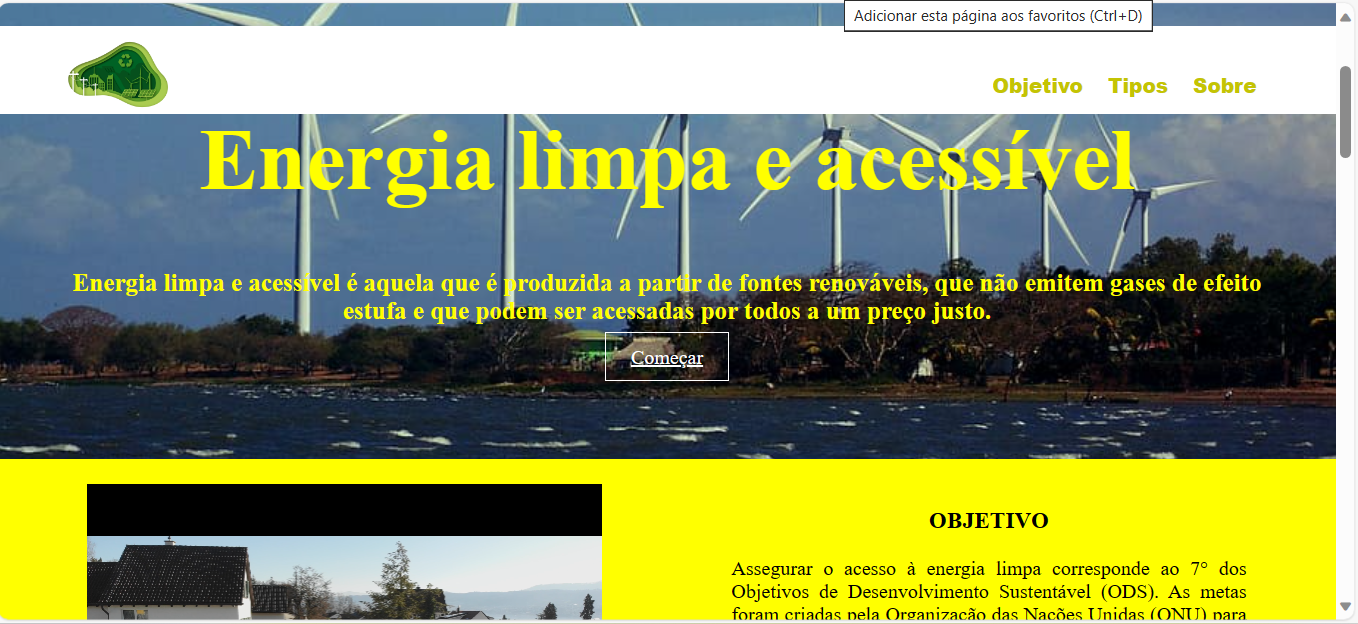 Adicionar esta página aos favoritos (Ctrl+D)
Objetivo Tipos Sobre
Energia limpa e acessível
Energia limpa e acessível é aquela que é produzida a partir de fontes renováveis, que não emitem gases de efeito
estufa e que podem ser acessadas por todos a um preço justo.
Começar
OBJETIVO
Assegurar o acesso à energia limpa corresponde ao 7° dos
Objetivos de Desenvolvimento Sustentável (ODS). As metas
foram criadas pela Organização das Nações Unidas (ONU) para